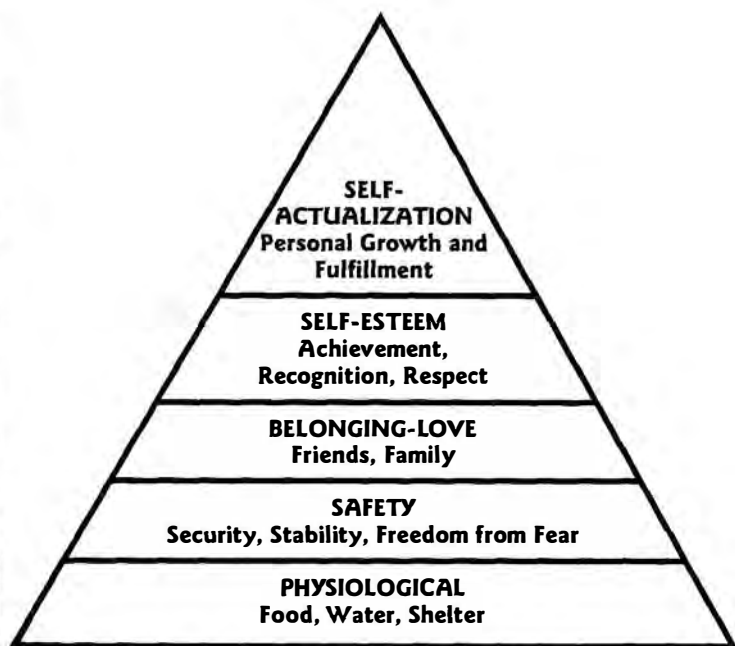 SELF-
ACTUALIZATION
Personal Growth and
Fulfillment
SELF-ESTEEM
Achievement,
Recognition, Respect
BELONGING-LOVE
Friends, Family
SAFETY
Security, Stability, Freedom from Fear
PHYSIOLOGICAL
Food, Water, Shelter